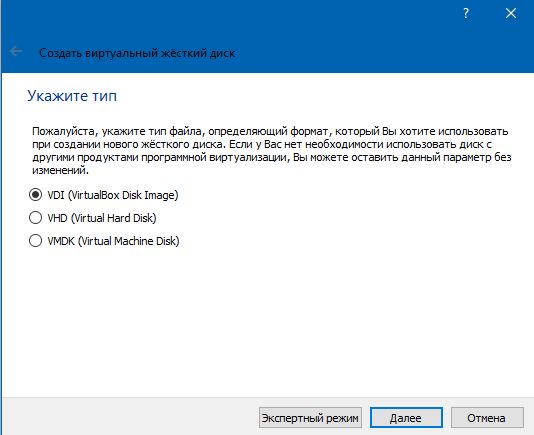 ?
Создать виртуальный жёсткий диск
Укажите тип
Пожалуйста, укажите тип файла, определяющий формат, который Вы хотите использовать
при создании нового жёсткого диска. Если у Вас нет необходимости использовать диск с
другими продуктами программной виртуализации, Вы можете оставить данный параметр без
изменений.
VDI (VirtualBox Disk Image)
VHD (Virtual Hard Disk)
VMDK (Virtual Machine Disk)
Экспертный режим Далее Отмена